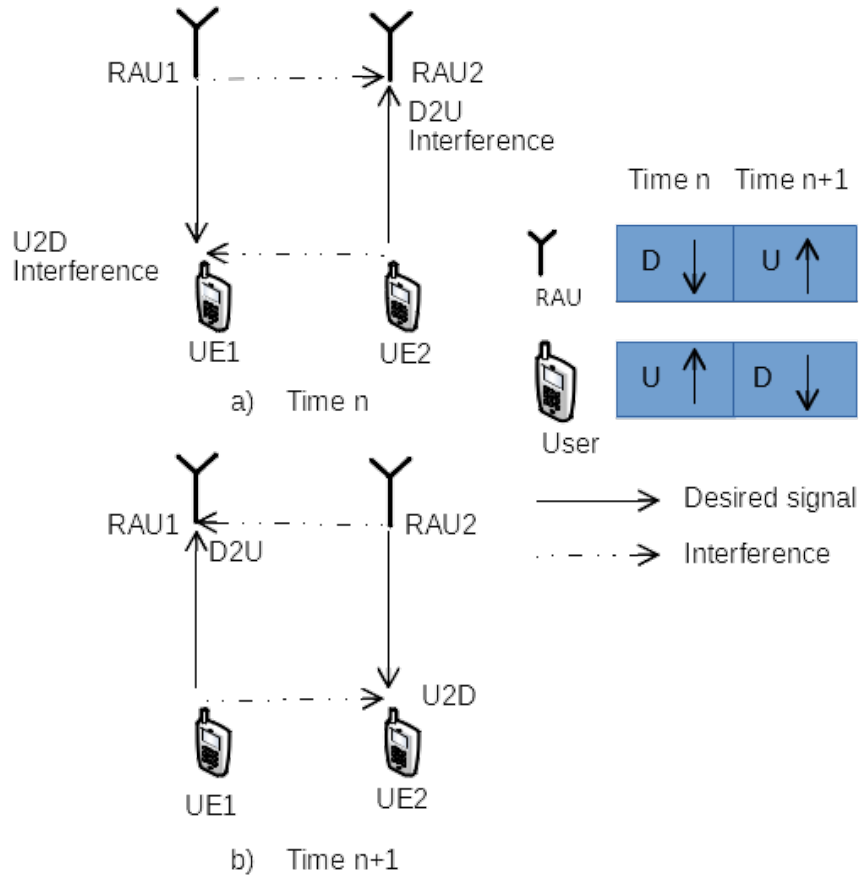 RAU1
RAU2
D2U
Interference
U2D
Interference
UE1
UE2
a) Time n
Time n Time n+1
D U
RAU
U D
User
Desired signal
Interference
RAU1
RAU2
D2U
U2D
UE1
UE2
b) Time n+1